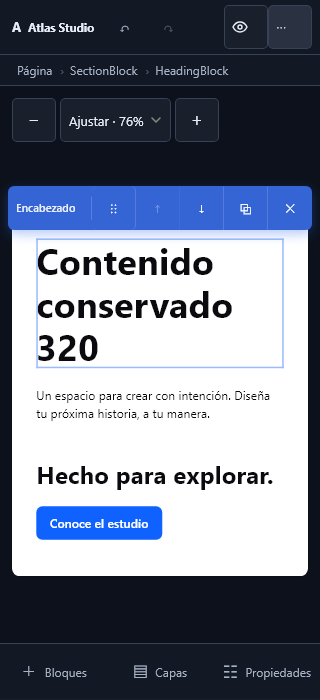 A Atlas Studio
Página › SectionBlock › HeadingBlock
− Ajustar · 76% +
Encabezado
Contenido
conservado
320
Un espacio para crear con intención. Diseña
tu próxima historia, a tu manera.
Hecho para explorar.
Conoce el estudio
Bloques Capas Propiedades